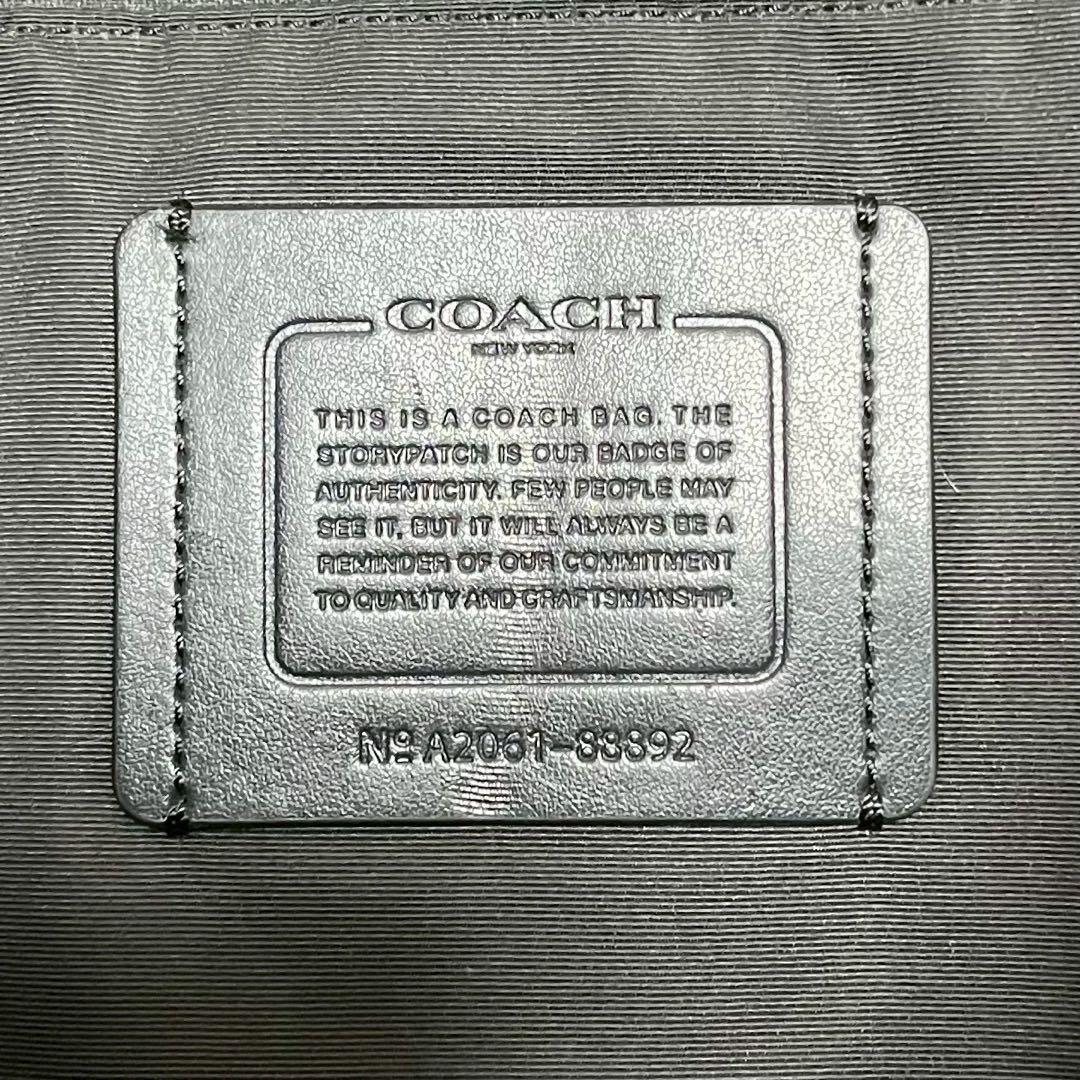 COACH
NEW YORK
THIS IS A COACH BAG. THE
STORYPATCH IS OUR BADGE OF
AUTHENTICITY. FEW PEOPLE MAY
SEE IT, BUT IT WILL ALWAYS BE A
REMINDER OF OUR COMMITMENT
TO QUALITY AND CRAFTSMANSHIP.
Nº A2061-88892